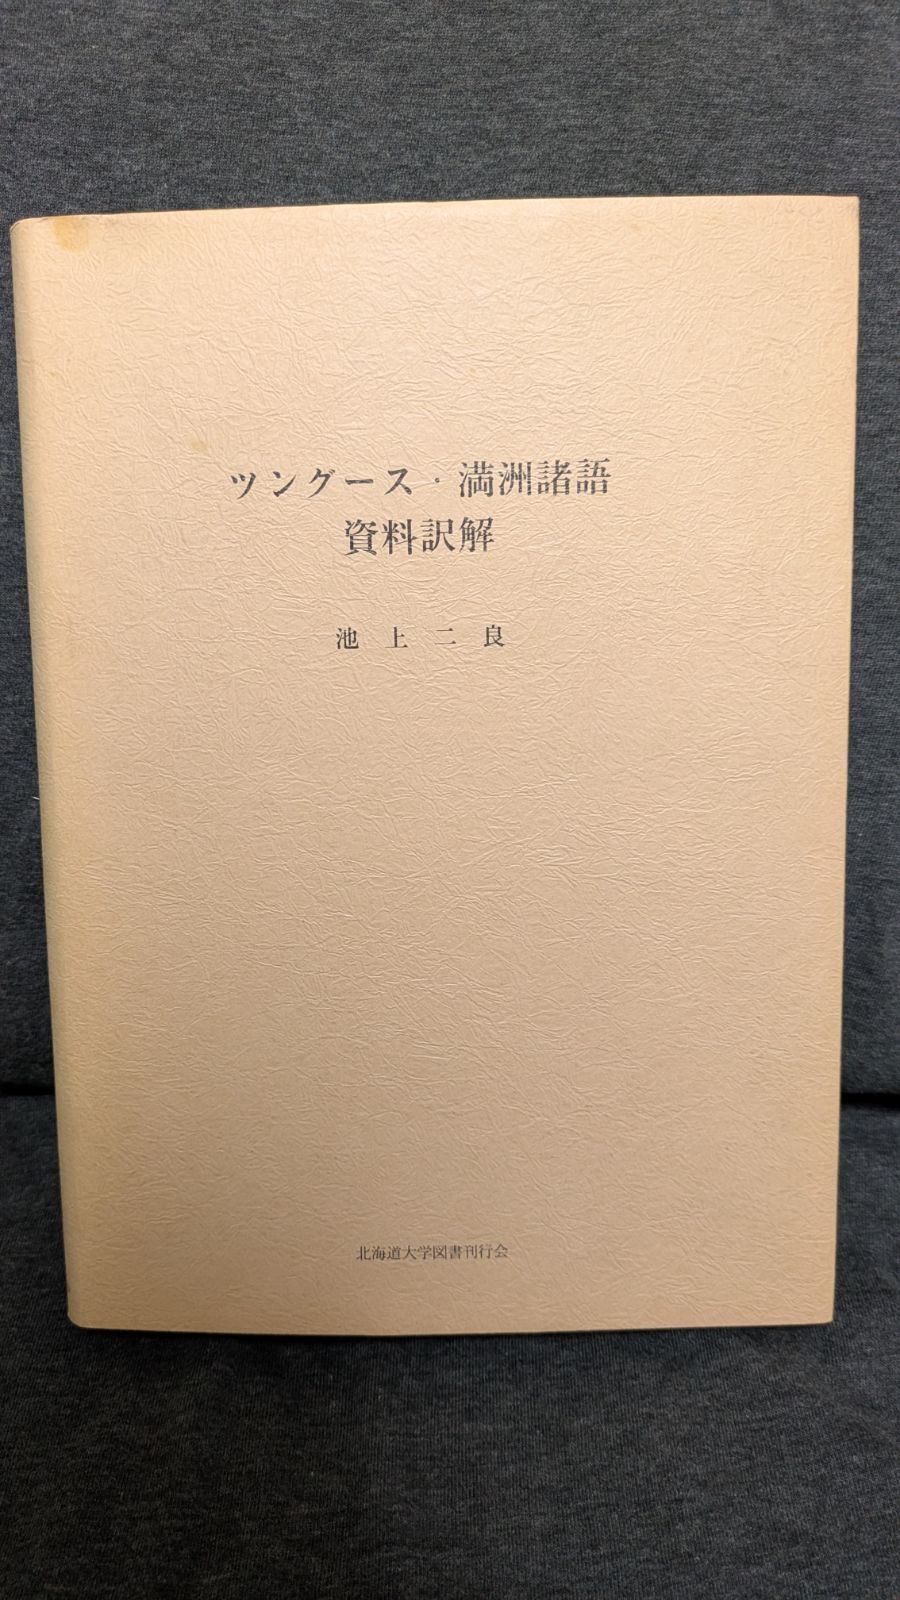 ツングース・満洲諸語
資料訳解
池上二良
北海道大学図書刊行会